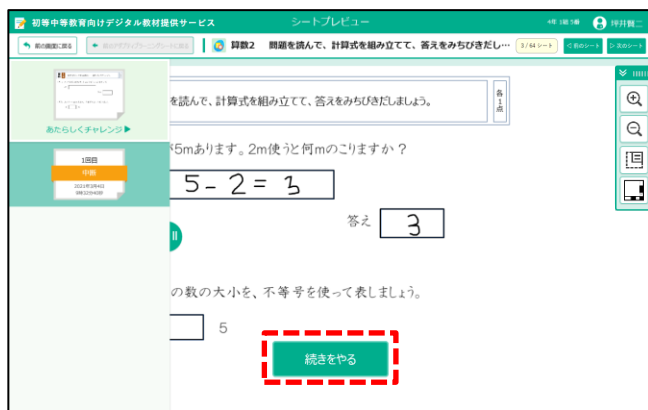 初等中等教育向けデジタル教材提供サービス
シートプレビュー
4年 1組 5番
坪井賢二
前の画面に戻る
算数2 問題を読んで、計算式を組み立てて、答えをみちびきだし…
3 / 64 シート
< 前のシート
▷ 次のシート
あたらしくチャレンジ ▶
1回目
中断
を読んで、計算式を組み立てて、答えをみちびきだしましょう。
各1点
が5mあります。2m使うと何mのこりますか?
5 - 2 = 3
答え 3
の数の大小を、不等号を使って表しましょう。
5
続きをやる